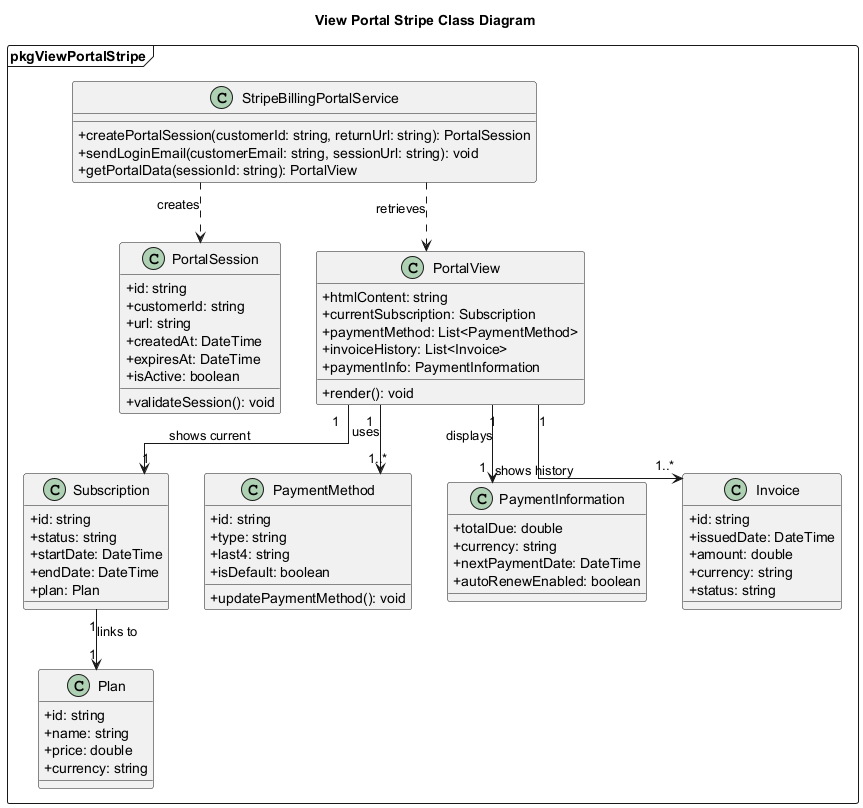 View Portal Stripe Class Diagram
pkgViewPortalStripe
C StripeBillingPortalService
+createPortalSession(customerId: string, returnUrl: string): PortalSession
+sendLoginEmail(customerEmail: string, sessionUrl: string): void
+getPortalData(sessionId: string): PortalView
creates
retrieves
C PortalSession
+id: string
+customerId: string
+url: string
+createdAt: DateTime
+expiresAt: DateTime
+isActive: boolean
+validateSession(): void
C PortalView
+htmlContent: string
+currentSubscription: Subscription
+paymentMethod: List<PaymentMethod>
+invoiceHistory: List<Invoice>
+paymentInfo: PaymentInformation
+render(): void
1 1 1 1
shows current
uses
displays
shows history
1 1..* 1 1..*
C Subscription
+id: string
+status: string
+startDate: DateTime
+endDate: DateTime
+plan: Plan
C PaymentMethod
+id: string
+type: string
+last4: string
+isDefault: boolean
+updatePaymentMethod(): void
C PaymentInformation
+totalDue: double
+currency: string
+nextPaymentDate: DateTime
+autoRenewEnabled: boolean
C Invoice
+id: string
+issuedDate: DateTime
+amount: double
+currency: string
+status: string
1
links to
1
C Plan
+id: string
+name: string
+price: double
+currency: string